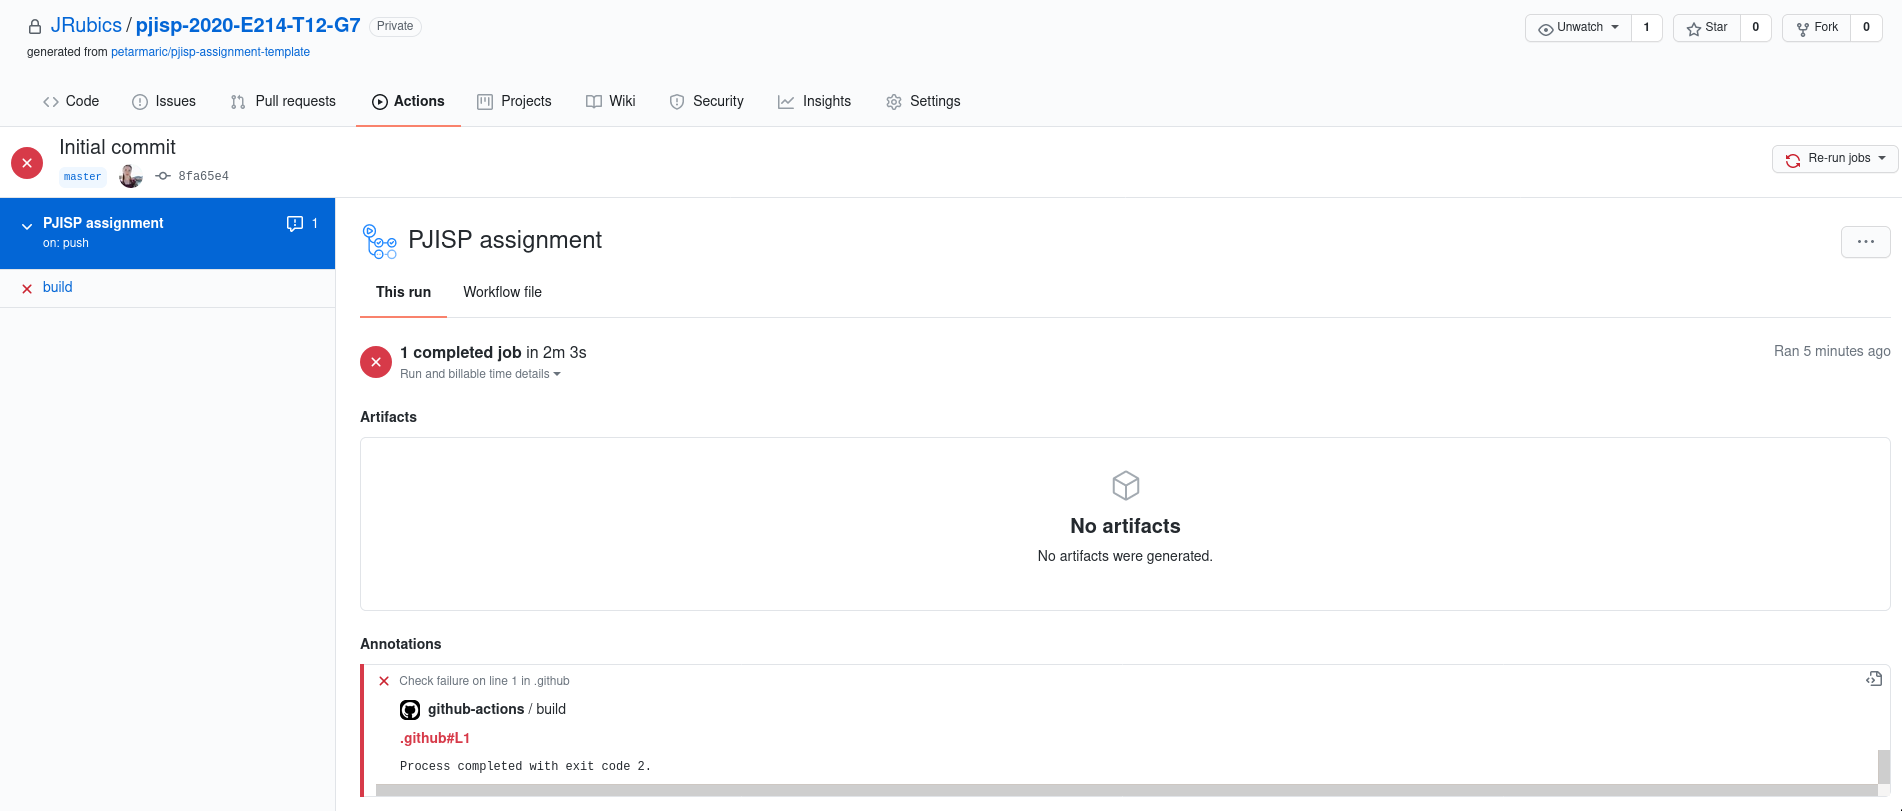 JRubics / pjisp-2020-E214-T12-G7 Private
Unwatch 1 Star 0 Fork 0
generated from petarmaric/pjisp-assignment-template
Code Issues Pull requests Actions Projects Wiki Security Insights Settings
Initial commit
master 8fa65e4
Re-run jobs
PJISP assignment 1
on: push
build
PJISP assignment
This run Workflow file
1 completed job in 2m 3s
Ran 5 minutes ago
Run and billable time details
Artifacts
No artifacts
No artifacts were generated.
Annotations
Check failure on line 1 in .github
github-actions / build
.github#L1
Process completed with exit code 2.